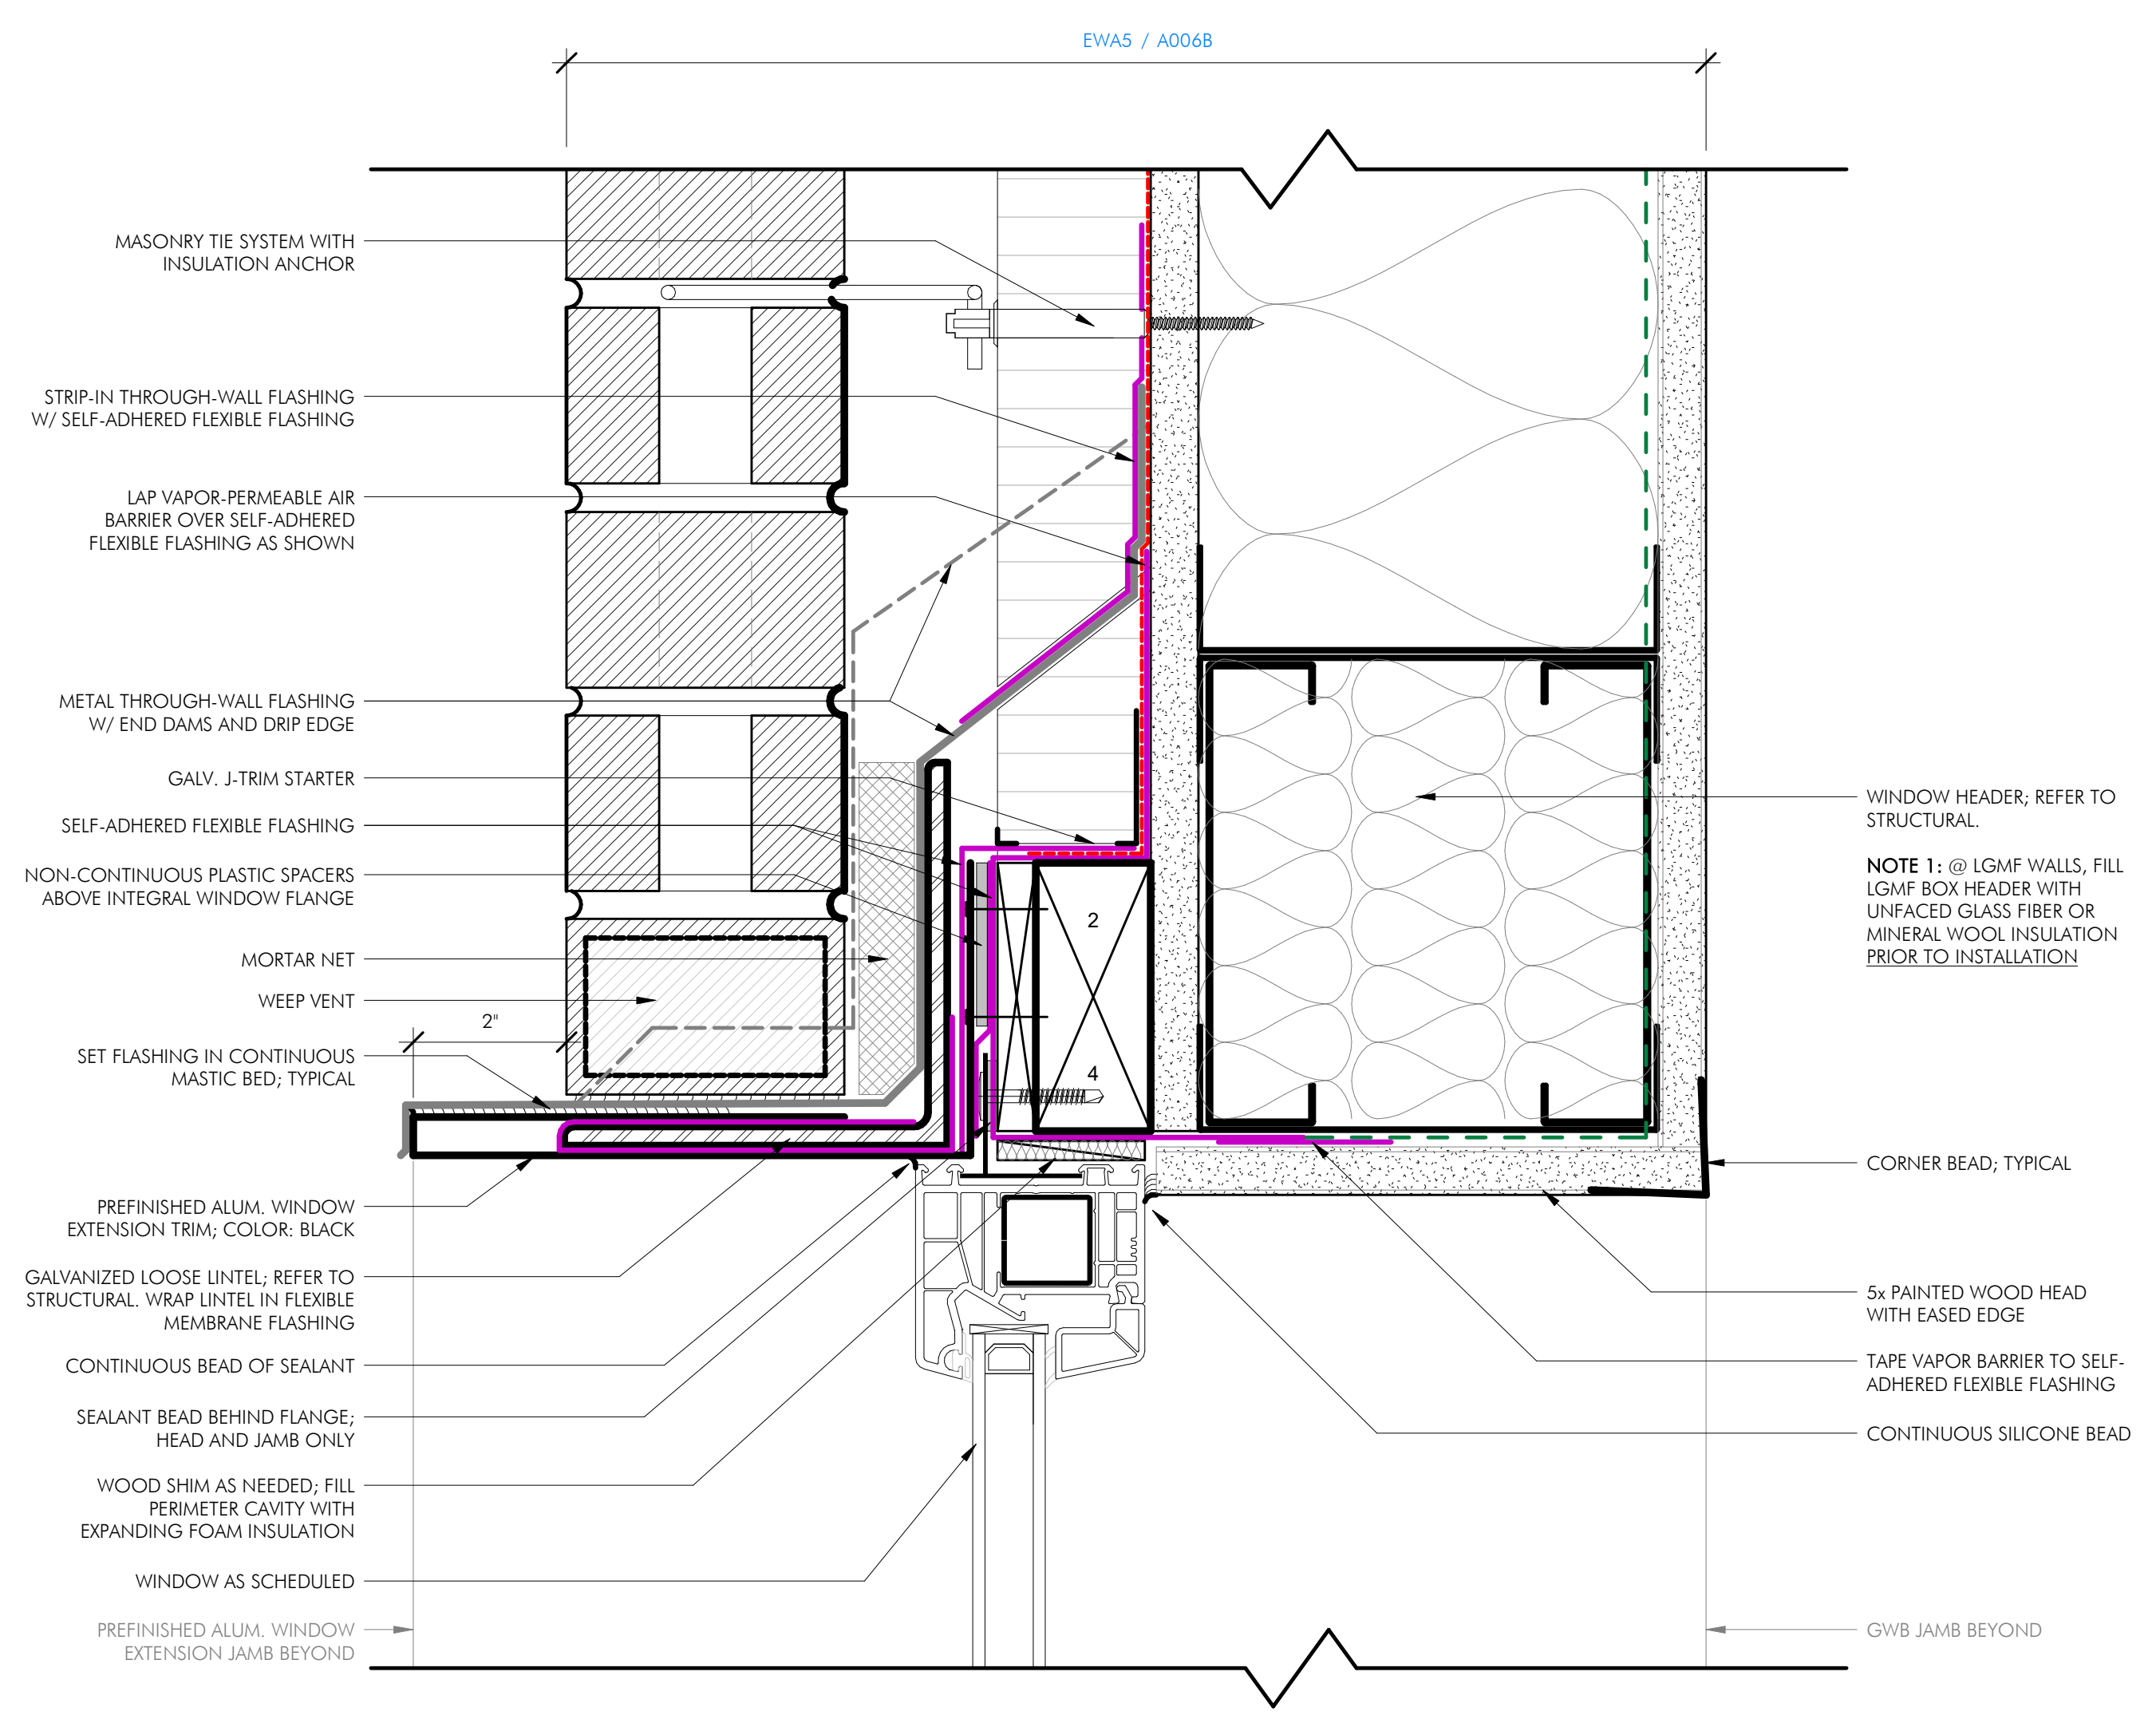 EWA5 / A006B
MASONRY TIE SYSTEM WITH
INSULATION ANCHOR
STRIP-IN THROUGH-WALL FLASHING
W/ SELF-ADHERED FLEXIBLE FLASHING
LAP VAPOR-PERMEABLE AIR
BARRIER OVER SELF-ADHERED
FLEXIBLE FLASHING AS SHOWN
METAL THROUGH-WALL FLASHING
W/ END DAMS AND DRIP EDGE
GALV. J-TRIM STARTER
SELF-ADHERED FLEXIBLE FLASHING
NON-CONTINUOUS PLASTIC SPACERS
ABOVE INTEGRAL WINDOW FLANGE
MORTAR NET
WEEP VENT
2"
SET FLASHING IN CONTINUOUS
MASTIC BED; TYPICAL
PREFINISHED ALUM. WINDOW
EXTENSION TRIM; COLOR: BLACK
GALVANIZED LOOSE LINTEL; REFER TO
STRUCTURAL. WRAP LINTEL IN FLEXIBLE
MEMBRANE FLASHING
CONTINUOUS BEAD OF SEALANT
SEALANT BEAD BEHIND FLANGE;
HEAD AND JAMB ONLY
WOOD SHIM AS NEEDED; FILL
PERIMETER CAVITY WITH
EXPANDING FOAM INSULATION
WINDOW AS SCHEDULED
PREFINISHED ALUM. WINDOW
EXTENSION JAMB BEYOND
2
4
WINDOW HEADER; REFER TO
STRUCTURAL.
NOTE 1: @ LGMF WALLS, FILL
LGMF BOX HEADER WITH
UNFACED GLASS FIBER OR
MINERAL WOOL INSULATION
PRIOR TO INSTALLATION
CORNER BEAD; TYPICAL
5x PAINTED WOOD HEAD
WITH EASED EDGE
TAPE VAPOR BARRIER TO SELF-
ADHERED FLEXIBLE FLASHING
CONTINUOUS SILICONE BEAD
GWB JAMB BEYOND